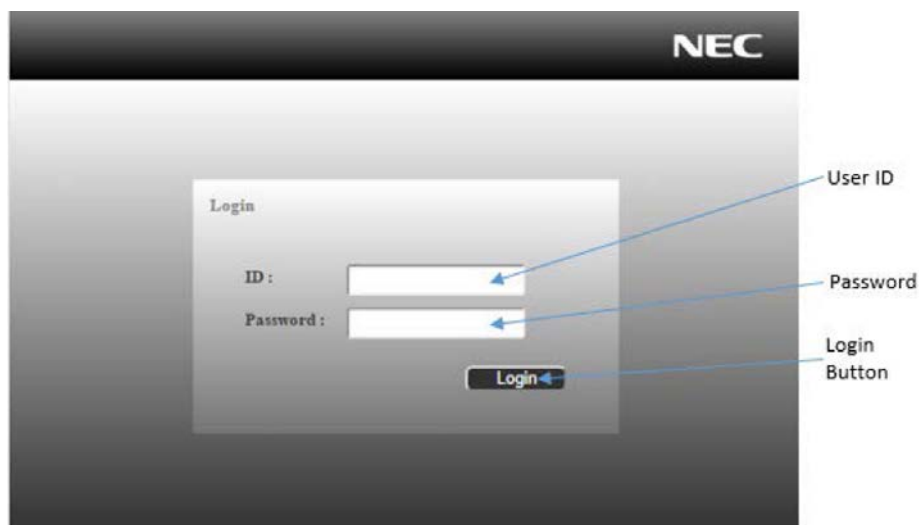 NEC
User ID
Login
ID :
Password
Password :
Login
Button
Login